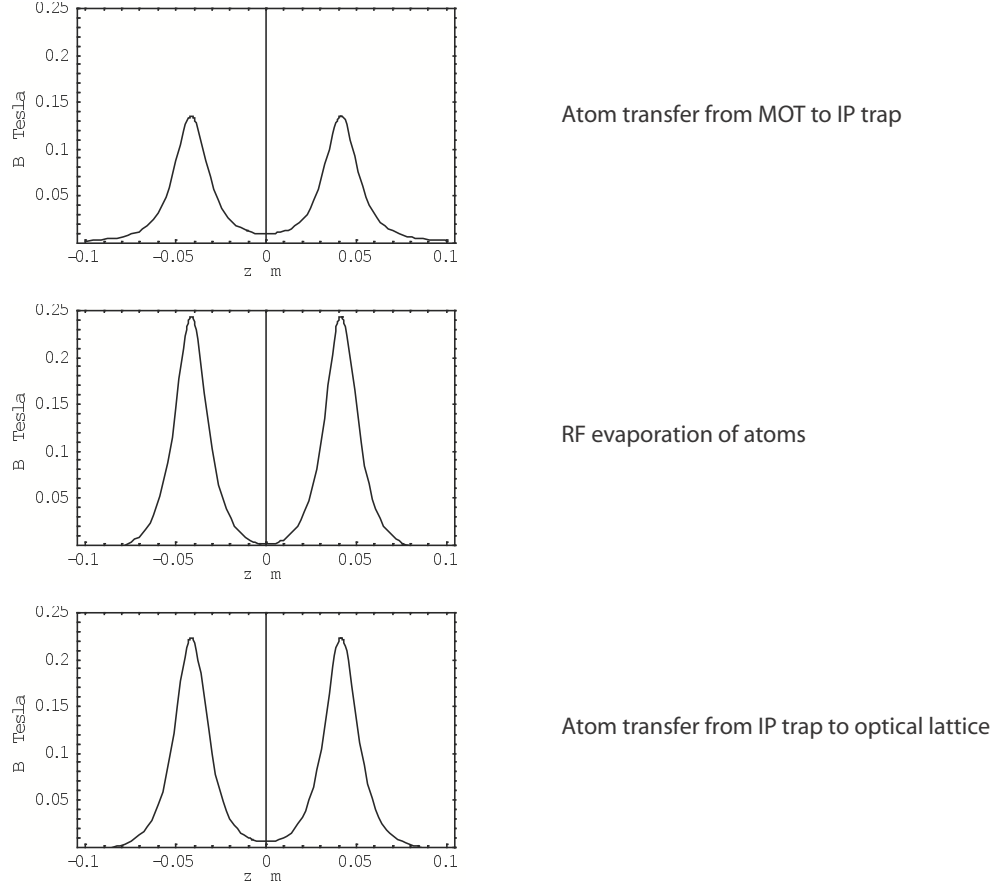 0.25
0.2
0.15
0.1
0.05
B Tesla
−0.1 −0.05 0 0.05 0.1
z m
Atom transfer from MOT to IP trap
0.25
0.2
0.15
0.1
0.05
B Tesla
−0.1 −0.05 0 0.05 0.1
z m
RF evaporation of atoms
0.25
0.2
0.15
0.1
0.05
B Tesla
−0.1 −0.05 0 0.05 0.1
z m
Atom transfer from IP trap to optical lattice